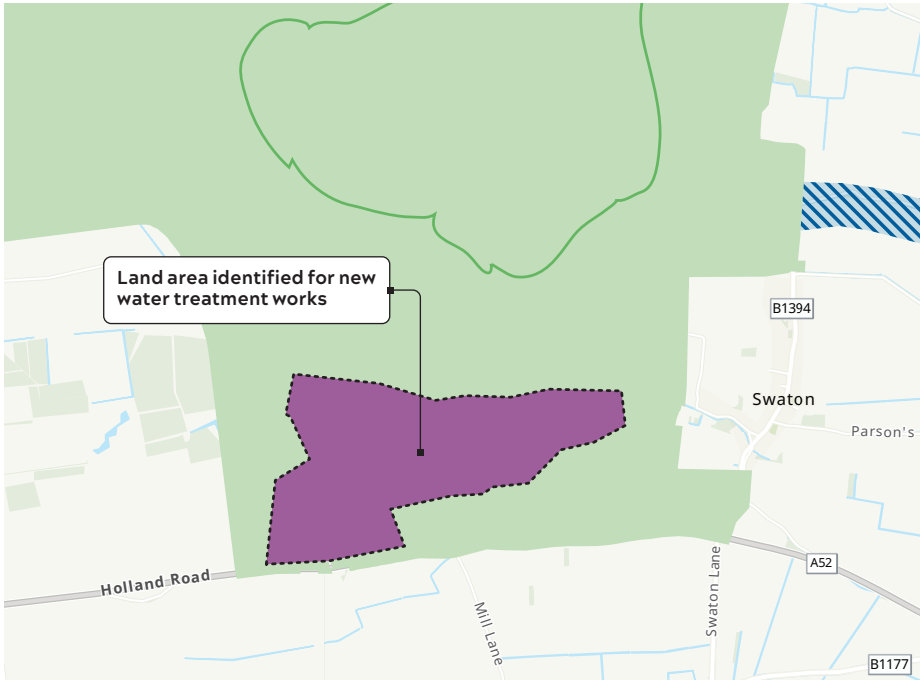 Land area identified for new
water treatment works
B1394
Swaton
Parson's
A52
Holland Road
Swaton Lane
Mill Lane
B1177